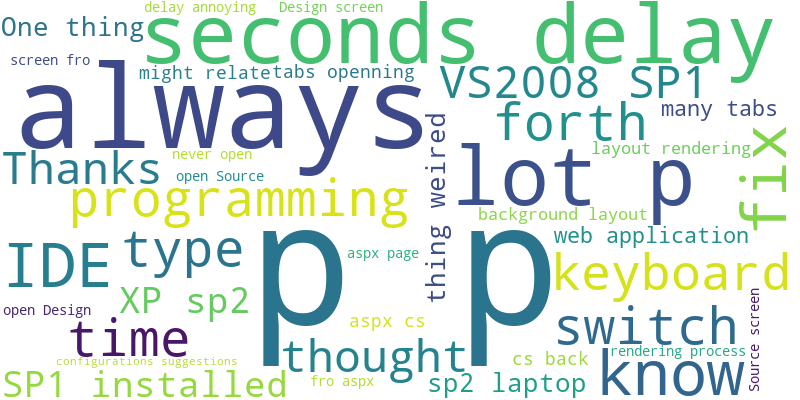 delay annoying
Design screen
One thing
seconds delay
screen fro
might relate
tabs openning
always
VS2008 SP1
forth
many tabs
fix
Thanks
never open
open Source
layout rendering
thing weired
lot p
programming
background layout
p p
IDE
type
aspx page
web application
keyboard
XP sp2
open Design
aspx cs
switch
Source screen
time
thought
rendering process
configurations suggestions
cs back
know
SP1 installed
fro aspx
sp2 laptop